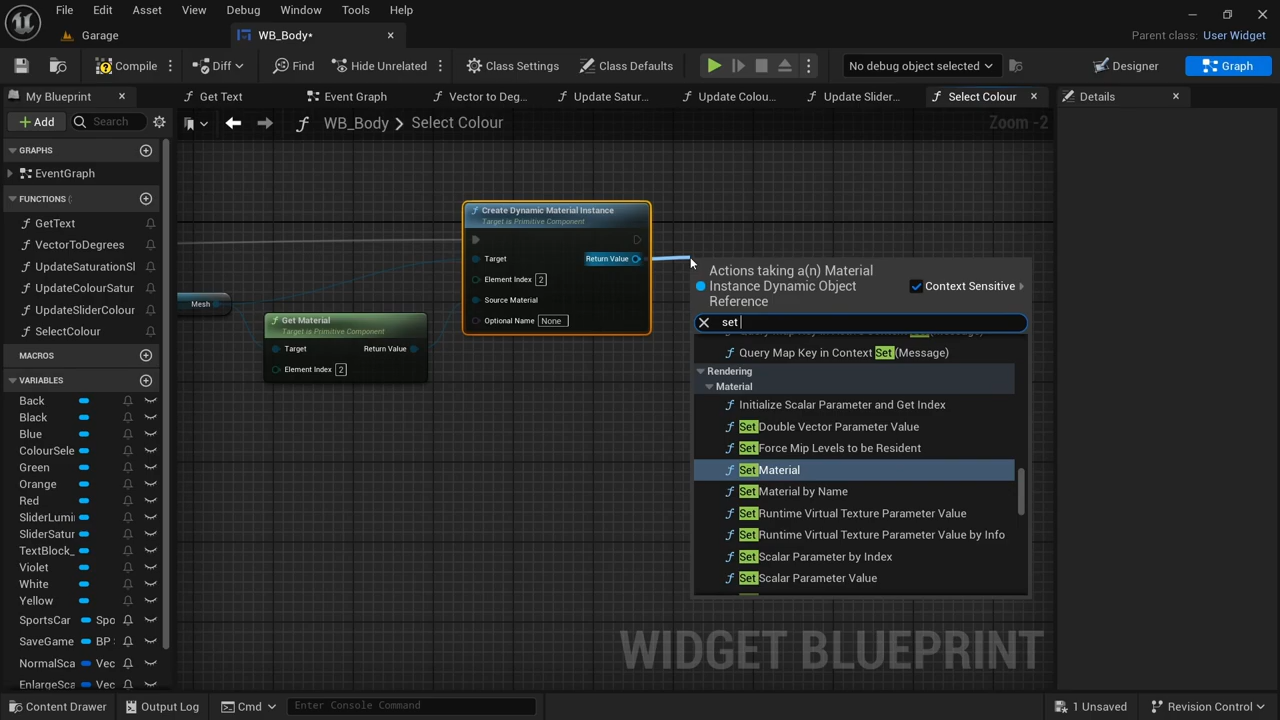 File Edit Asset View Debug Window Tools Help
Garage WB_Body*
Parent class: User Widget
Compile Diff Find Hide Unrelated Class Settings Class Defaults No debug object selected Designer Graph
My Blueprint Get Text Event Graph Vector to Deg... Update Satur... Update Colou... Update Slider... Select Colour Details
Add Search WB_Body Select Colour Zoom -2
GRAPHS
EventGraph
FUNCTIONS (
GetText
VectorToDegrees
UpdateSaturationSl
UpdateColourSatur
UpdateSliderColour
SelectColour
MACROS
VARIABLES
Back
Black
Blue
ColourSele
Green
Orange
Red
SliderLumi
SliderSatur
TextBlock_
Violet
White
Yellow
SportsCar Spo
SaveGame BP
NormalSca Vec
EnlargeSca Vec
Mesh
Get Material
Target is Primitive Component
Target Return Value
Element Index 2
Create Dynamic Material Instance
Target is Primitive Component
Target Return Value
Element Index 2
Source Material
Optional Name None
Actions taking a(n) Material
Instance Dynamic Object
Reference
Context Sensitive
set
Query Map Key in Context Set (Message)
Rendering
Material
Initialize Scalar Parameter and Get Index
Set Double Vector Parameter Value
Set Force Mip Levels to be Resident
Set Material
Set Material by Name
Set Runtime Virtual Texture Parameter Value
Set Runtime Virtual Texture Parameter Value by Info
Set Scalar Parameter by Index
Set Scalar Parameter Value
WIDGET BLUEPRINT
Content Drawer Output Log Cmd Enter Console Command 1 Unsaved Revision Control